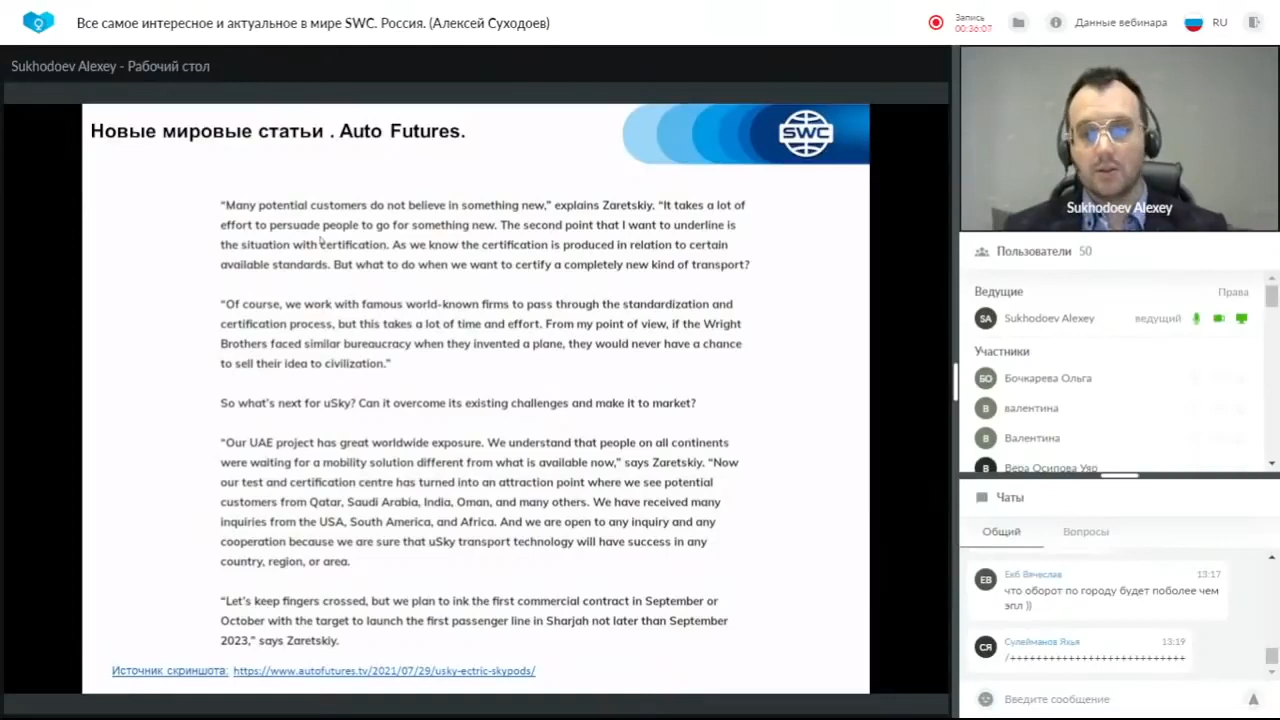 Все самое интересное и актуальное в мире SWC. Россия. (Алексей Суходоев)
Запись
00:36:07
Данные вебинара
RU
Sukhodoev Alexey - Рабочий стол
Новые мировые статьи . Auto Futures.
SWC
“Many potential customers do not believe in something new,” explains Zaretskiy. “It takes a lot of
effort to persuade people to go for something new. The second point that I want to underline is
the situation with certification. As we know the certification is produced in relation to certain
available standards. But what to do when we want to certify a completely new kind of transport?
“Of course, we work with famous world-known firms to pass through the standardization and
certification process, but this takes a lot of time and effort. From my point of view, if the Wright
Brothers faced similar bureaucracy when they invented a plane, they would never have a chance
to sell their idea to civilization.”
So what’s next for uSky? Can it overcome its existing challenges and make it to market?
“Our UAE project has great worldwide exposure. We understand that people on all continents
were waiting for a mobility solution different from what is available now,” says Zaretskiy. “Now
our test and certification centre has turned into an attraction point where we see potential
customers from Qatar, Saudi Arabia, India, Oman, and many others. We have received many
inquiries from the USA, South America, and Africa. And we are open to any inquiry and any
cooperation because we are sure that uSky transport technology will have success in any
country, region, or area.
“Let’s keep fingers crossed, but we plan to ink the first commercial contract in September or
October with the target to launch the first passenger line in Sharjah not later than September
2023,” says Zaretskiy.
Источник скриншота: https://www.autofutures.tv/2021/07/29/usky-ectric-skypods/
Sukhodoev Alexey
Пользователи 50
Ведущие Права
SA Sukhodoev Alexey ведущий
Участники
БО Бочкарева Ольга
В валентина
В Валентина
В Вера Осипова Уяр
Чаты
Общий Вопросы
ЕВ Екб Вячеслав 13:17
что оборот по городу будет поболее чем
эпл ))
СЯ Сулейманов Яхья 13:19
/++++++++++++++++++++++++++
Введите сообщение